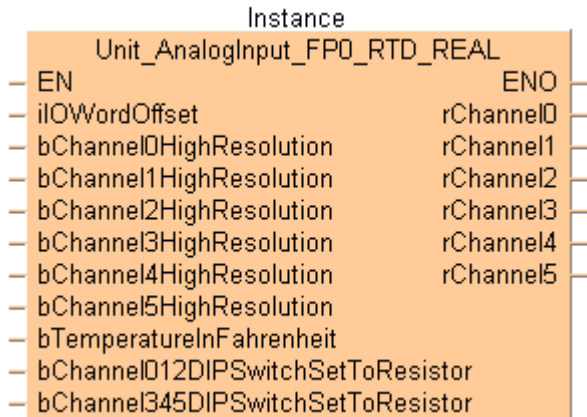 Instance
Unit_AnalogInput_FP0_RTD_REAL
EN ENO
iIOWordOffset rChannel0
bChannel0HighResolution rChannel1
bChannel1HighResolution rChannel2
bChannel2HighResolution rChannel3
bChannel3HighResolution rChannel4
bChannel4HighResolution rChannel5
bChannel5HighResolution
bTemperatureInFahrenheit
bChannel012DIPSwitchSetToResistor
bChannel345DIPSwitchSetToResistor